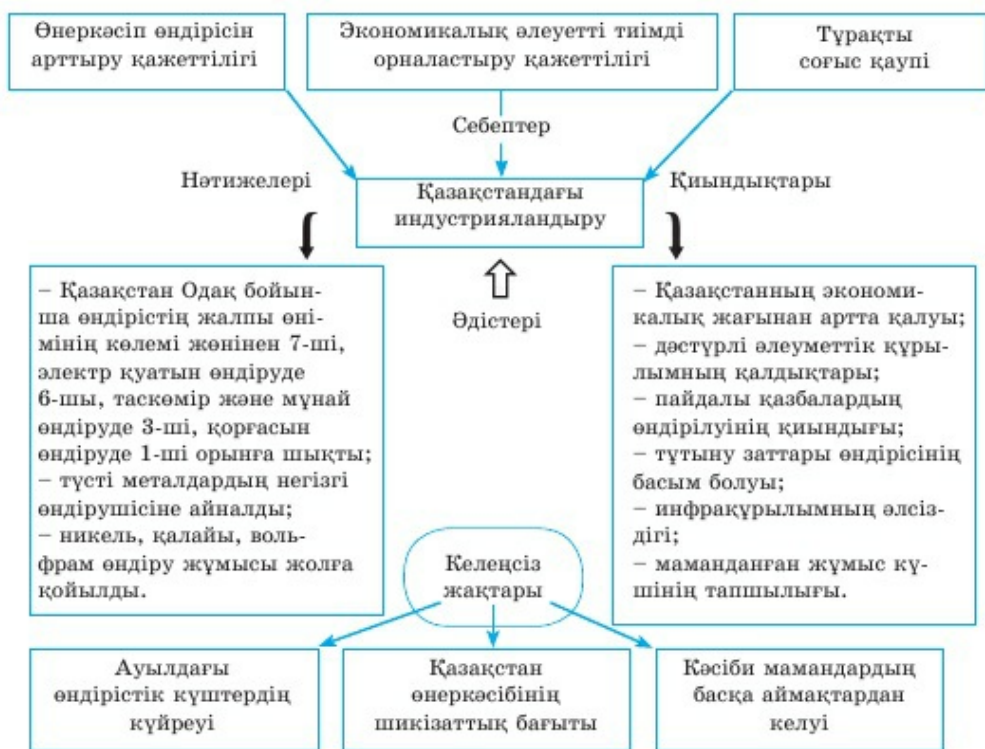 Өнеркәсіп өндірісін
арттыру қажеттілігі
Экономикалық әлеуетті тиімді
орналастыру қажеттілігі
Тұрақты
соғыс қаупі
Себептер
Нәтижелері
Қазақстандағы
индустрияландыру
Қиындықтары
– Қазақстан Одақ бойын-
ша өндірістің жалпы өні-
мінің көлемі жөнінен 7-ші,
электр қуатын өндіруде
6-шы, таскөмір және мұнай
өндіруде 3-ші, қорғасын
өндіруде 1-ші орынға шықты;
– түсті металдардың негізгі
өндірушісіне айналды;
– никель, қалайы, воль-
фрам өндіру жұмысы жолға
қойылды.
Әдістері
– Қазақстанның экономи-
калық жағынан артта қалуы;
– дәстүрлі әлеуметтік құры-
лымның қалдықтары;
– пайдалы қазбалардың
өндірілуінің қиындығы;
– тұтыну заттары өндірісінің
басым болуы;
– инфрақұрылымның әлсіз-
дігі;
– маманданған жұмыс кү-
шінің тапшылығы.
Келеңсіз
жақтары
Ауылдағы
өндірістік күштердің
күйреуі
Қазақстан
өнеркәсібінің
шикізаттық бағыты
Кәсіби мамандардың
басқа аймақтардан
келуі